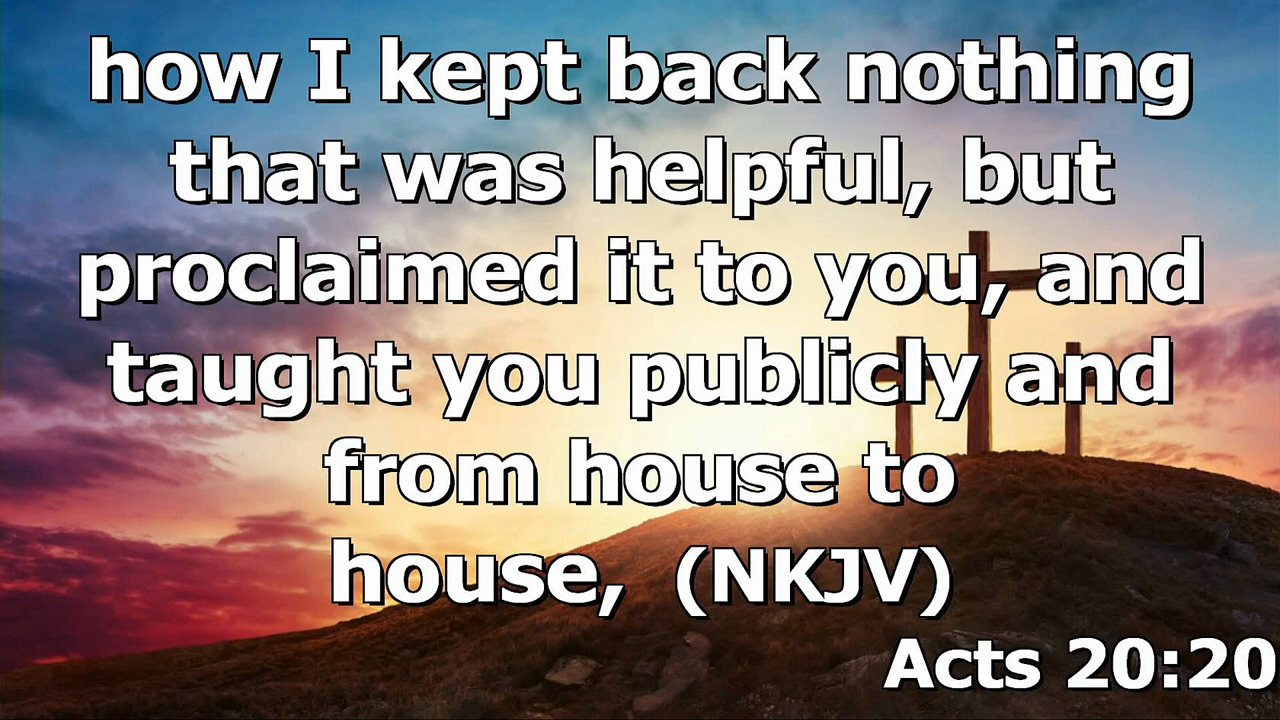 how I kept back nothing
that was helpful, but
proclaimed it to you, and
taught you publicly and
from house to
house, (NKJV)
Acts 20:20